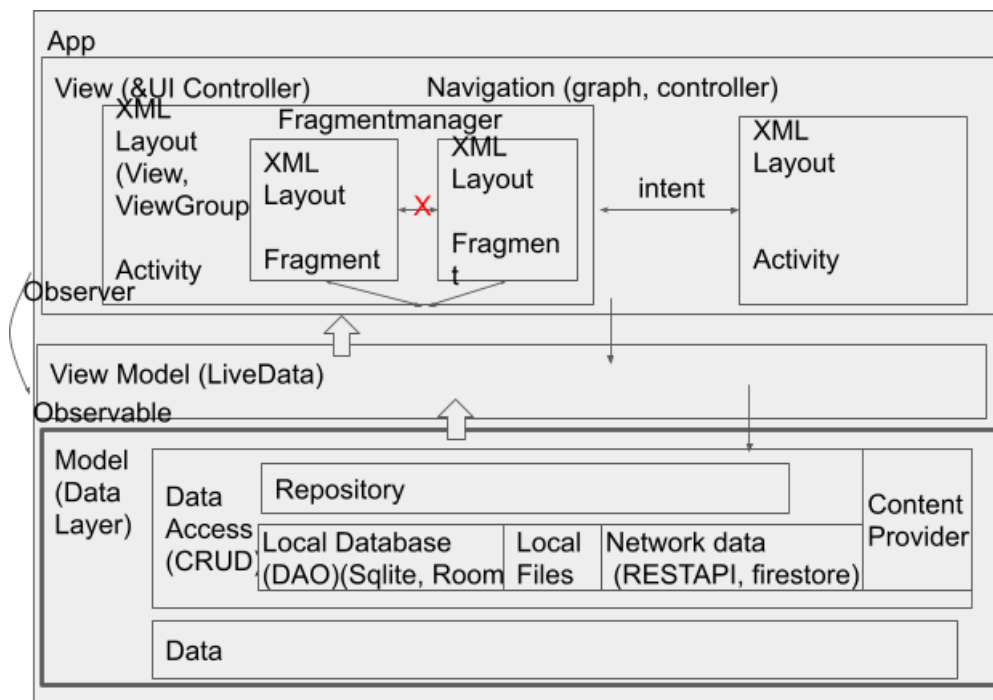 App
View (&UI Controller)
Navigation (graph, controller)
XML
Layout
(View,
ViewGroup
Activity
Fragmentmanager
XML
Layout
Fragment
X
XML
Layout
Fragmen
t
intent
XML
Layout
Activity
Observer
View Model (LiveData)
Observable
Model
(Data
Layer)
Data
Access
(CRUD)
Repository
Local Database
(DAO)(Sqlite, Room
Local
Files
Network data
(RESTAPI, firestore)
Content
Provider
Data